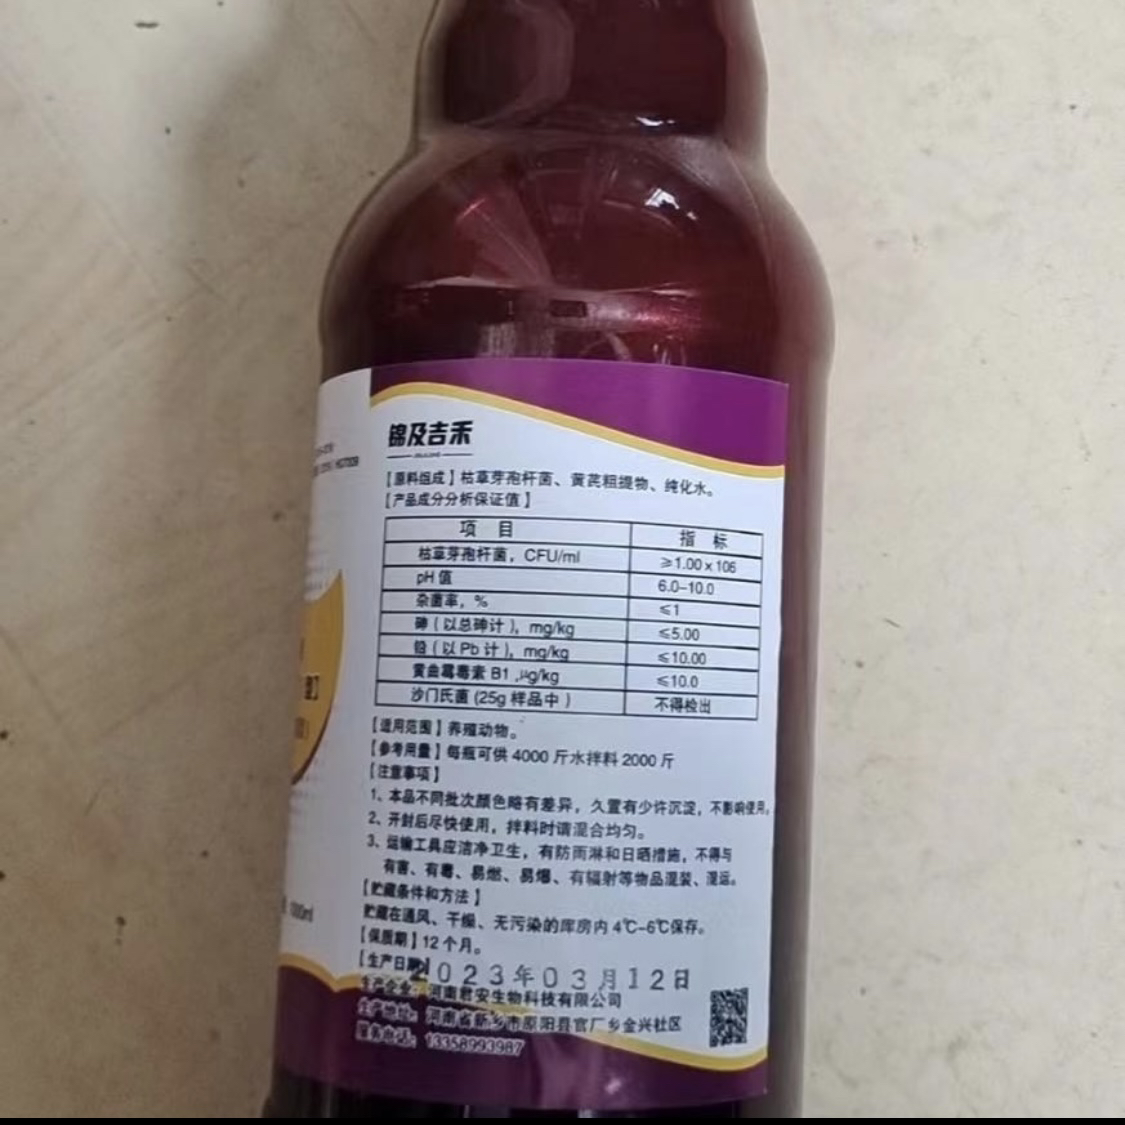 锦及吉禾
【原料组成】枯草芽孢杆菌、黄芪粗提物、纯化水。
【产品成分分析保证值】
项 目 指 标
枯草芽孢杆菌，CFU/ml ≥1.00×106
pH值 6.0-10.0
杂菌率，% ≤1
砷（以总砷计），mg/kg ≤5.00
铅（以Pb计），mg/kg ≤10.00
黄曲霉毒素 B1 ,μg/kg ≤10.0
沙门氏菌 (25g 样品中） 不得检出
【适用范围】养殖动物。
【参考用量】每瓶可供 4000 斤水拌料 2000 斤
【注意事项】
1、本品不同批次颜色略有差异，久置有少许沉淀，不影响使用。
2、开封后尽快使用，拌料时请混合均匀。
3、运输工具应洁净卫生，有防雨淋和日晒措施，不得与
有害、有毒、易燃、易爆、有辐射等物品混装、混运。
【贮藏条件和方法】
贮藏在通风、干燥、无污染的库房内 4℃-6℃保存。
【保质期】12 个月。
【生产日期】2023年03月12日
生产企业：河南君安生物科技有限公司
生产地址：河南省新乡市原阳县官厂乡金兴社区
服务电话：13358993987